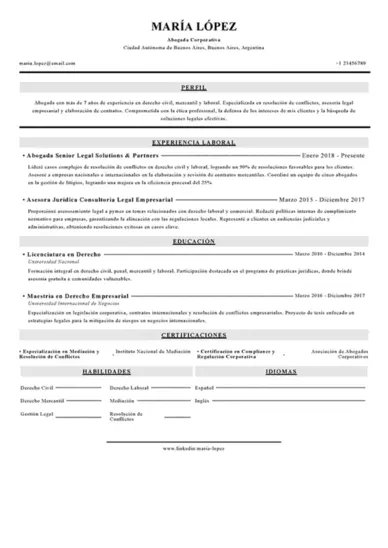 MARÍA LÓPEZ
Abogada Corporativa
Ciudad Autónoma de Buenos Aires, Buenos Aires, Argentina
maria.lopez@email.com
+1 23456789
PERFIL
Abogada con más de 7 años de experiencia en derecho civil, mercantil y laboral. Especializada en resolución de conflictos, asesoría legal
empresarial y elaboración de contratos. Comprometida con la ética profesional, la defensa de los intereses de mis clientes y la búsqueda de
soluciones legales efectivas.
EXPERIENCIA LABORAL
• Abogada Senior Legal Solutions & Partners Enero 2018 - Presente
Lideré casos complejos de resolución de conflictos en derecho civil y laboral, logrando un 90% de resoluciones favorables para los clientes.
Asesoré a empresas nacionales e internacionales en la elaboración y revisión de contratos mercantiles. Coordiné un equipo de cinco abogados
en la gestión de litigios, logrando una mejora en la eficiencia procesal del 25%.
• Asesora Jurídica Consultoría Legal Empresarial Marzo 2015 - Diciembre 2017
Proporcioné asesoramiento legal a pymes en temas relacionados con derecho laboral y comercial. Redacté políticas internas de cumplimiento
normativo para empresas, garantizando la alineación con las regulaciones locales. Representé a clientes en audiencias judiciales y
administrativas, obteniendo resoluciones exitosas en casos clave.
EDUCACIÓN
• Licenciatura en Derecho Marzo 2010 - Diciembre 2014
Universidad Nacional
Formación integral en derecho civil, penal, mercantil y laboral. Participación destacada en el programa de prácticas jurídicas, donde brindé
asesoría gratuita a comunidades vulnerables.
• Maestría en Derecho Empresarial Marzo 2016 - Diciembre 2017
Universidad Internacional de Negocios
Especialización en legislación corporativa, contratos internacionales y resolución de conflictos empresariales. Proyecto de tesis enfocado en
estrategias legales para la mitigación de riesgos en negocios internacionales.
CERTIFICACIONES
• Especialización en Mediación y Resolución de Conflictos
, Instituto Nacional de Mediación
• Certificación en Compliance y Regulación Corporativa
, Asociación de Abogados Corporativos
HABILIDADES
IDIOMAS
Derecho Civil
Derecho Laboral
Español
Derecho Mercantil
Mediación
Inglés
Gestión Legal
Resolución de
Conflictos
www.linkedin/maria-lopez